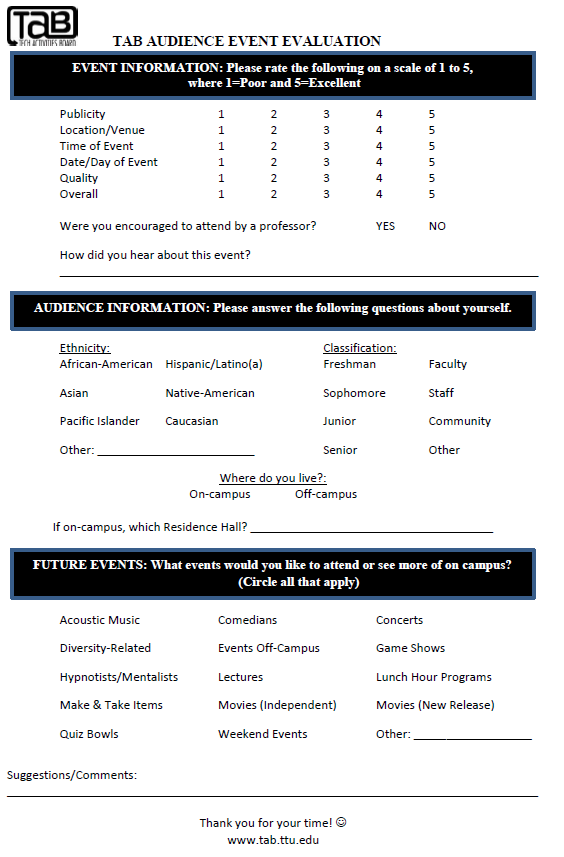 TAB
TECH ACTIVITIES BOARD
TAB AUDIENCE EVENT EVALUATION
EVENT INFORMATION: Please rate the following on a scale of 1 to 5,
where 1=Poor and 5=Excellent
Publicity 1 2 3 4 5
Location/Venue 1 2 3 4 5
Time of Event 1 2 3 4 5
Date/Day of Event 1 2 3 4 5
Quality 1 2 3 4 5
Overall 1 2 3 4 5
Were you encouraged to attend by a professor? YES NO
How did you hear about this event?
AUDIENCE INFORMATION: Please answer the following questions about yourself.
Ethnicity: Classification:
African-American Hispanic/Latino(a) Freshman Faculty
Asian Native-American Sophomore Staff
Pacific Islander Caucasian Junior Community
Other: ____ Senior Other
Where do you live?:
On-campus Off-campus
If on-campus, which Residence Hall? ____
FUTURE EVENTS: What events would you like to attend or see more of on campus?
(Circle all that apply)
Acoustic Music Comedians Concerts
Diversity-Related Events Off-Campus Game Shows
Hypnotists/Mentalists Lectures Lunch Hour Programs
Make & Take Items Movies (Independent) Movies (New Release)
Quiz Bowls Weekend Events Other: ____
Suggestions/Comments:
Thank you for your time! ☺
www.tab.ttu.edu